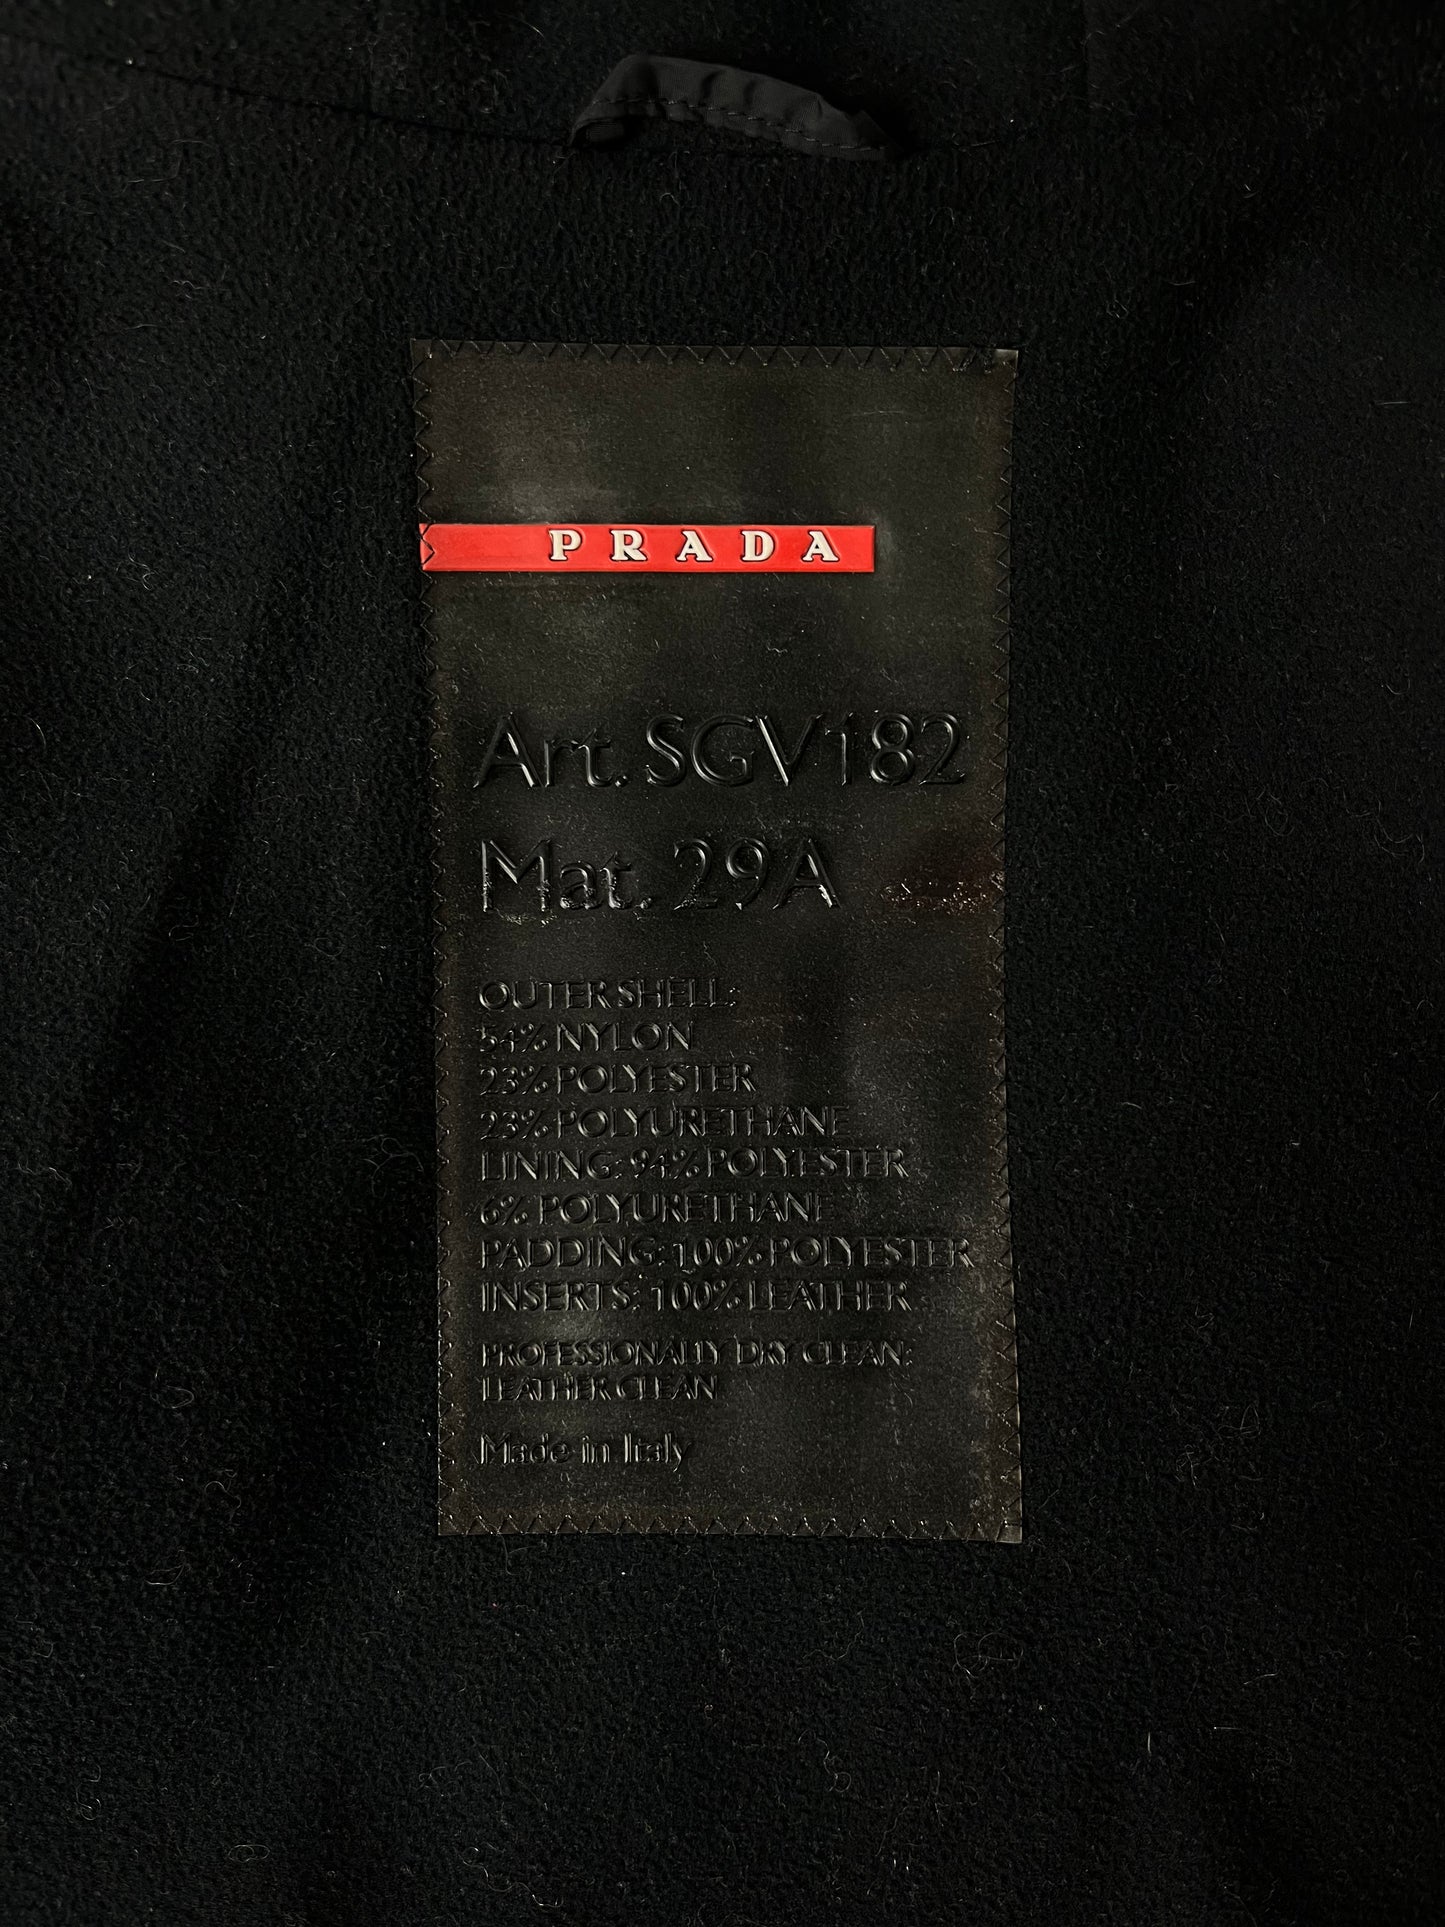 PRADA
Art. SGV182
Mat. 29A
OUTER SHELL:
54% NYLON
23% POLYESTER
23% POLYURETHANE
LINING: 94% POLYESTER
6% POLYURETHANE
PADDING: 100% POLYESTER
INSERTS: 100% LEATHER
PROFESSIONALLY DRY CLEAN:
LEATHER CLEAN
Made in Italy